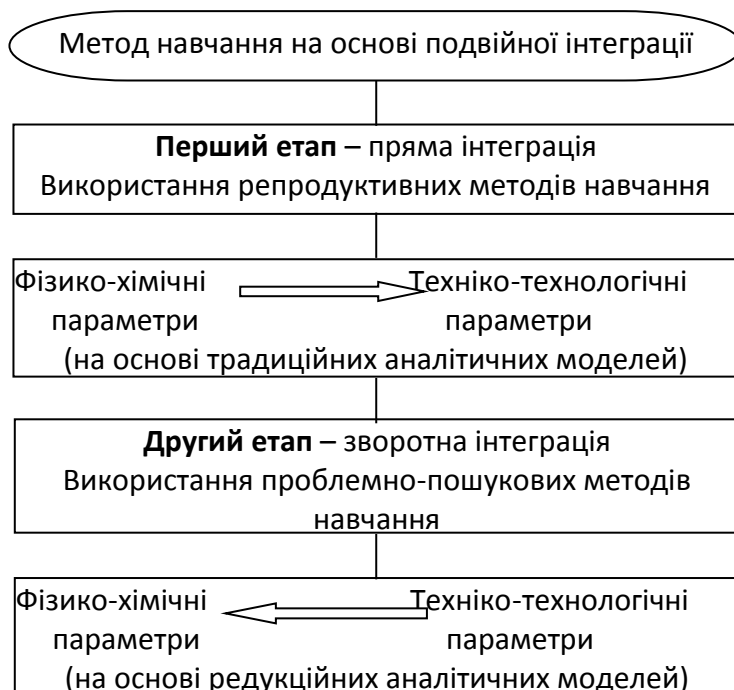 Метод навчання на основі подвійної інтеграції
Перший етап – пряма інтеграція
Використання репродуктивних методів навчання
Фізико-хімічні Техніко-технологічні
параметри параметри
(на основі традиційних аналітичних моделей)
Другий етап – зворотна інтеграція
Використання проблемно-пошукових методів
навчання
Фізико-хімічні Техніко-технологічні
параметри параметри
(на основі редукційних аналітичних моделей)